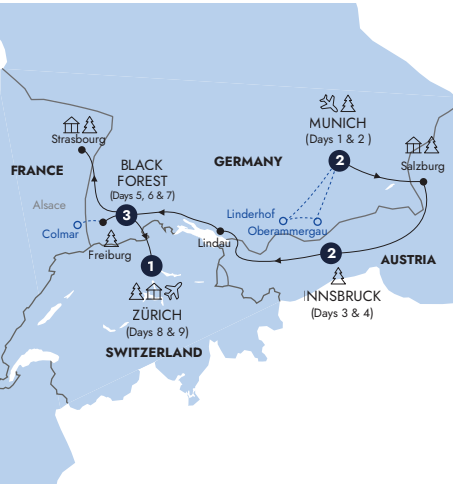 MUNICH
(Days 1 & 2 )
2
Strasbourg
Salzburg
FRANCE
BLACK
FOREST
(Days 5, 6 & 7)
GERMANY
Alsace
3
Linderhof
Oberammergau
Colmar
Freiburg
Lindau
2
AUSTRIA
1
INNSBRUCK
(Days 3 & 4)
ZÜRICH
(Days 8 & 9)
SWITZERLAND